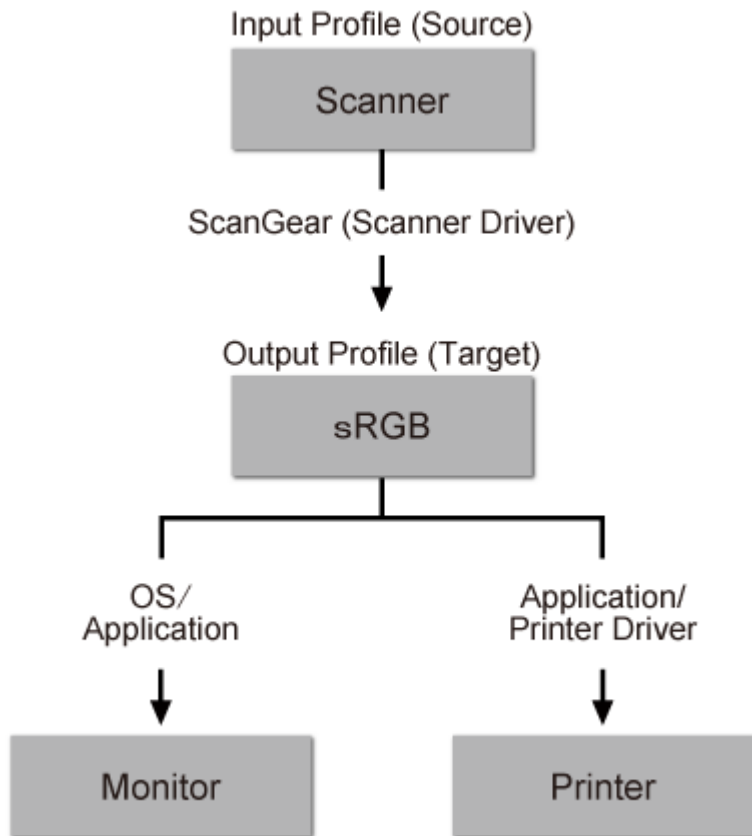 Input Profile (Source)
Scanner
ScanGear (Scanner Driver)
Output Profile (Target)
sRGB
OS/
Application
Application/
Printer Driver
Monitor
Printer